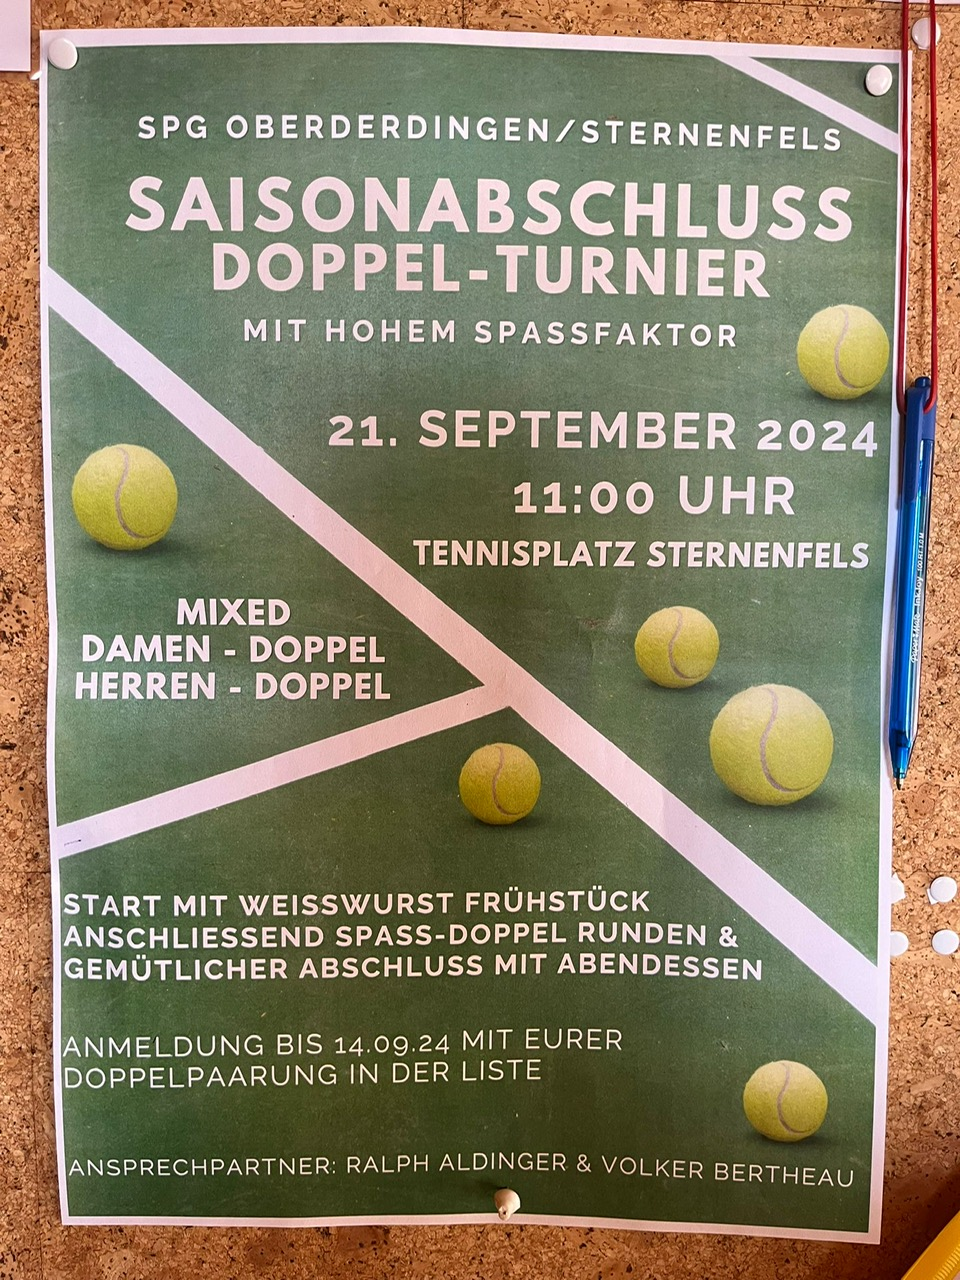 SPG OBERDERDINGEN/STERNENFELS
SAISONABSCHLUSS
DOPPEL-TURNIER
MIT HOHEM SPASSFAKTOR
21. SEPTEMBER 2024
11:00 UHR
TENNISPLATZ STERNENFELS
MIXED
DAMEN - DOPPEL
HERREN - DOPPEL
START MIT WEISSWURST FRÜHSTÜCK
ANSCHLIESSEND SPASS-DOPPEL RUNDEN &
GEMÜTLICHER ABSCHLUSS MIT ABENDESSEN
ANMELDUNG BIS 14.09.24 MIT EURER
DOPPELPAARUNG IN DER LISTE
ANSPRECHPARTNER: RALPH ALDINGER & VOLKER BERTHEAU